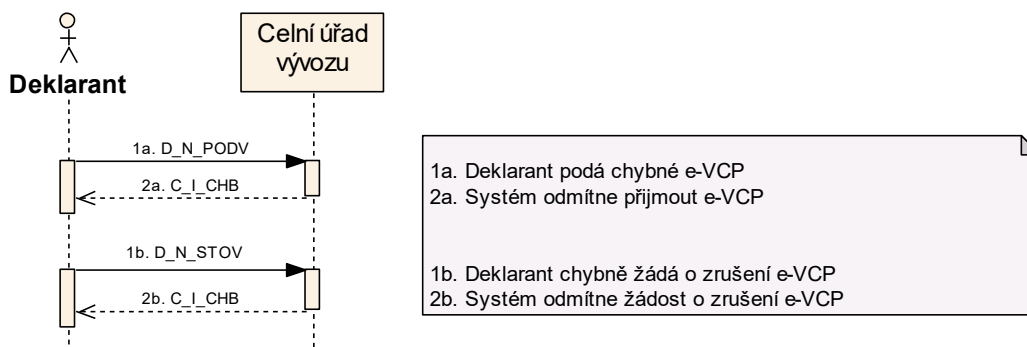 Deklarant
Celní úřad
vývozu
1a. D_N_PODV
2a. C_I_CHB
1b. D_N_STOV
2b. C_I_CHB
1a. Deklarant podá chybné e-VCP
2a. Systém odmítne přijmout e-VCP
1b. Deklarant chybně žádá o zrušení e-VCP
2b. Systém odmítne žádost o zrušení e-VCP